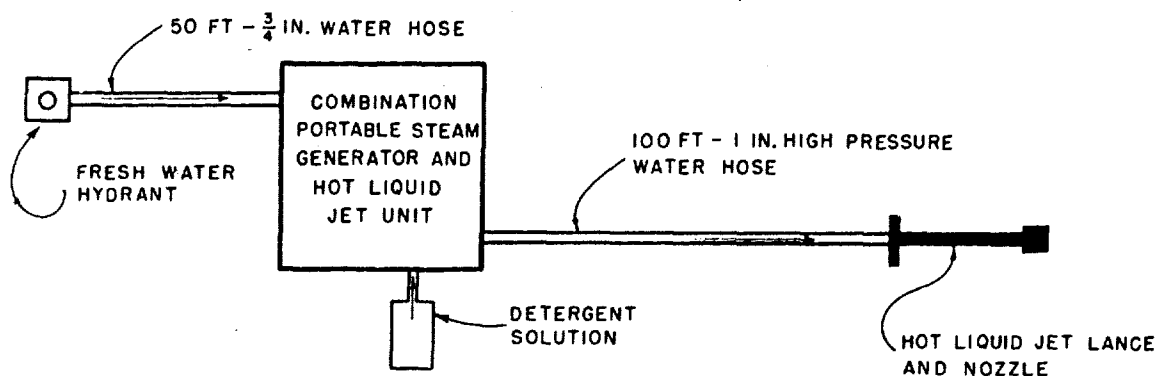 50 FT - 3/4 IN. WATER HOSE
COMBINATION
PORTABLE STEAM
GENERATOR AND
HOT LIQUID
JET UNIT
FRESH WATER
HYDRANT
100 FT - 1 IN. HIGH PRESSURE
WATER HOSE
DETERGENT
SOLUTION
HOT LIQUID JET LANCE
AND NOZZLE